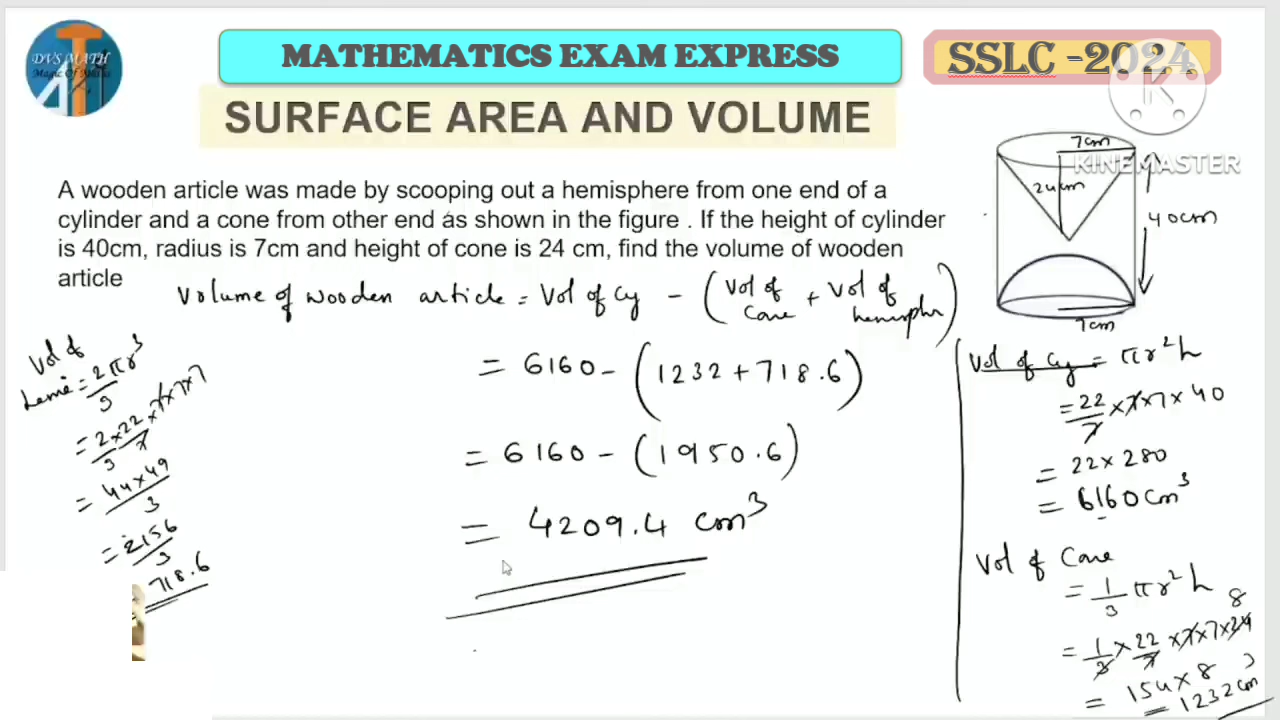 DVS MATH
MATHEMATICS EXAM EXPRESS
SSLC -2024
SURFACE AREA AND VOLUME
KINEMASTER
A wooden article was made by scooping out a hemisphere from one end of a
cylinder and a cone from other end as shown in the figure . If the height of cylinder
is 40cm, radius is 7cm and height of cone is 24 cm, find the volume of wooden
article
7cm
24cm
40cm
7cm
Volume of wooden article = Vol of cy - (Vol of cone + Vol of hemisphr)
= 6160 - (1232 + 718.6)
= 6160 - (1950.6)
= 4209.4 cm³
Vol of
hemi = 2πr³/3
= 2×22×7×7×7/3 7
= 44×49/3
= 2156/3
718.6
Vol of cy = πr²h
= 22/7 × 7 × 7 × 40
= 22 × 280
= 6160 cm³
Vol of Cone
= 1/3 πr²h
8
= 1/3 × 22/7 × 7 × 7 × 24
= 154 × 8
= 1232 cm³